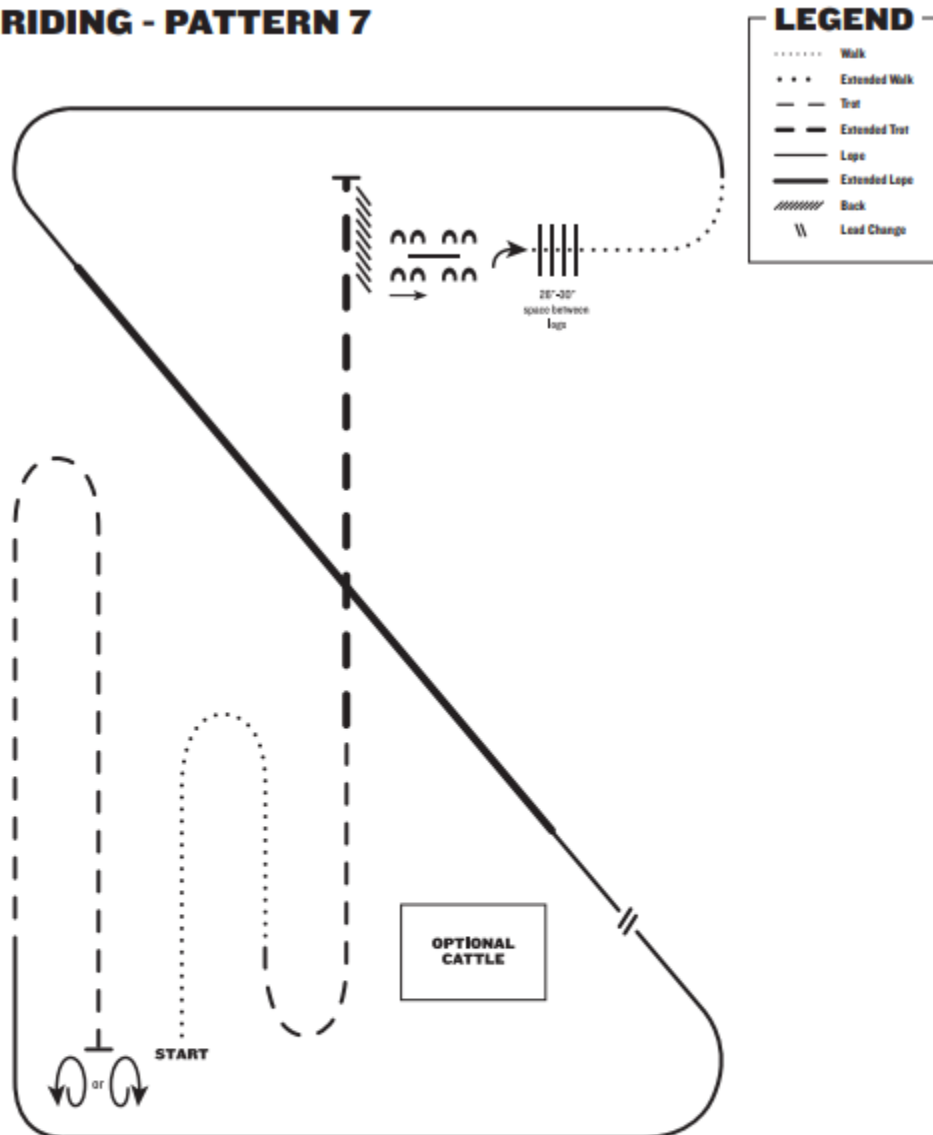 RIDING - PATTERN 7
LEGEND
Walk
Extended Walk
Trot
Extended Trot
Lope
Extended Lope
Back
Lead Change
26"-30"
space between
logs
OPTIONAL
CATTLE
START
or